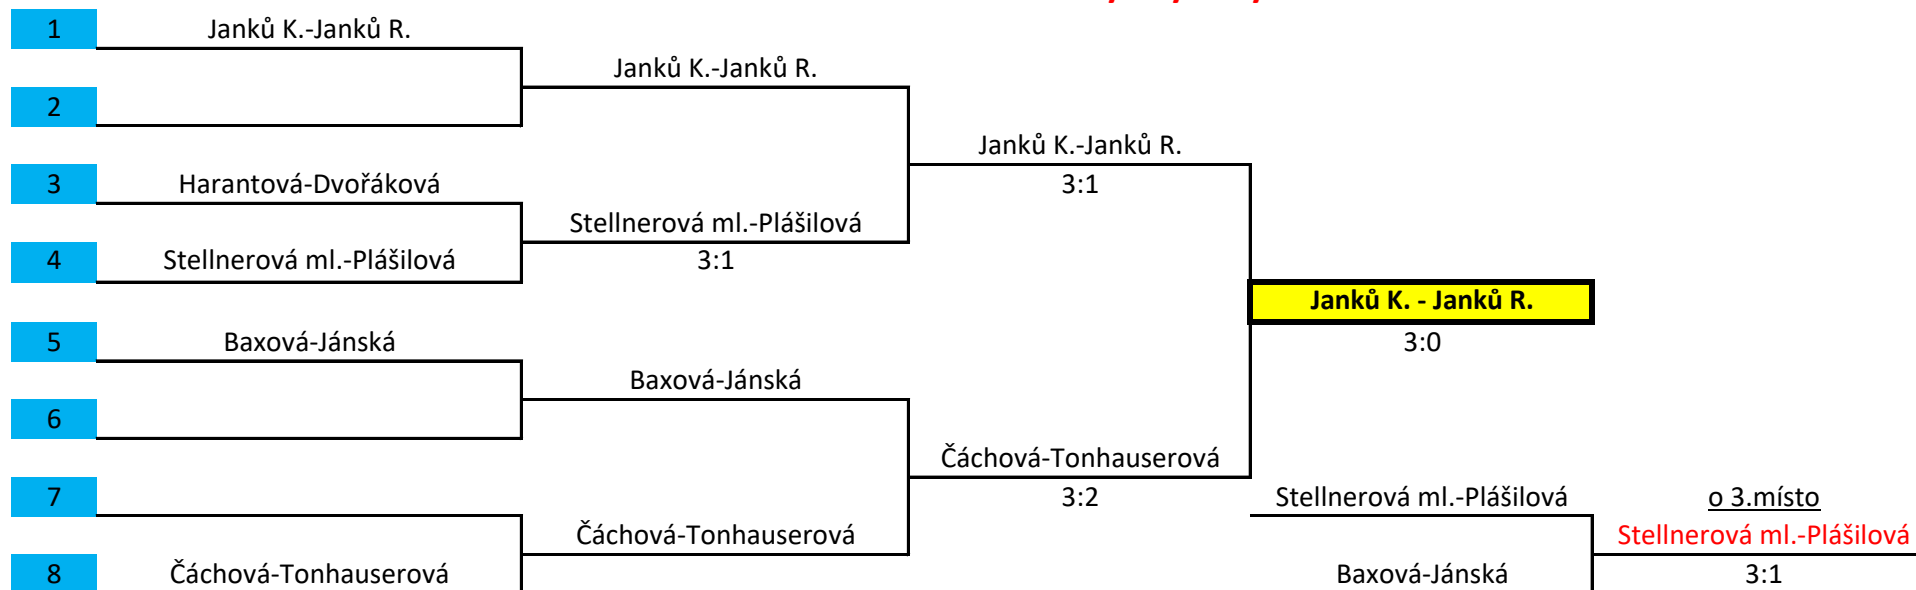 1 Janků K.-Janků R.
Janků K.-Janků R.
2
Janků K.-Janků R.
3 Harantová-Dvořáková
3:1
Stellnerová ml.-Plášilová
4 Stellnerová ml.-Plášilová
3:1
Janků K. - Janků R.
5 Baxová-Jánská
3:0
Baxová-Jánská
6
Čáchová-Tonhauserová
7
3:2
Stellnerová ml.-Plášilová
o 3.místo
Čáchová-Tonhauserová
Stellnerová ml.-Plášilová
8 Čáchová-Tonhauserová
Baxová-Jánská
3:1